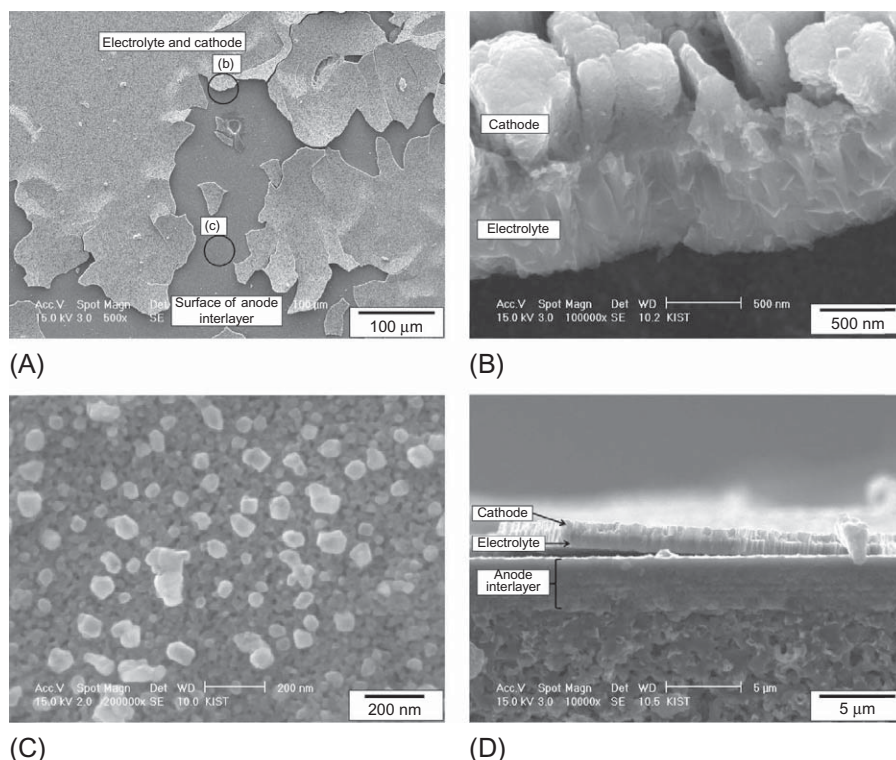 Electrolyte and cathode
(b)
(c)
Surface of anode
interlayer
Acc.V Spot Magn Det WD 100 µm
15.0 kV 3.0 500x SE
100 µm
(A)
Cathode
Electrolyte
Acc.V Spot Magn Det WD 500 nm
15.0 kV 3.0 100000x SE 10.2 KIST
500 nm
(B)
Acc.V Spot Magn Det WD 200 nm
15.0 kV 2.0 200000x SE 10.0 KIST
200 nm
(C)
Cathode
Electrolyte
Anode
interlayer
Acc.V Spot Magn Det WD 5 µm
15.0 kV 3.0 10000x SE 10.5 KIST
5 µm
(D)